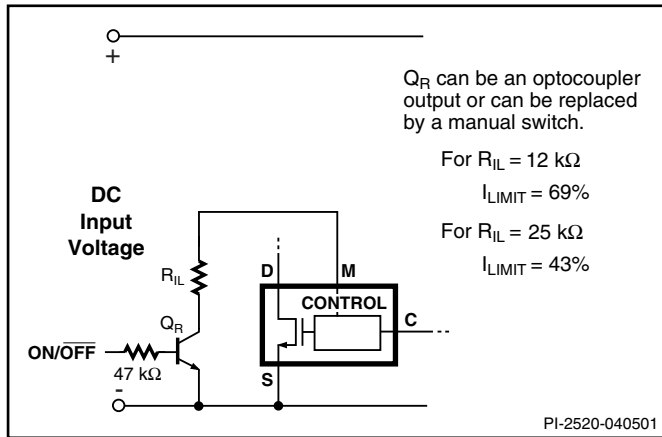 +
Q_R can be an optocoupler
output or can be replaced
by a manual switch.
For R_IL = 12 kΩ
I_LIMIT = 69%
For R_IL = 25 kΩ
I_LIMIT = 43%
DC
Input
Voltage
R_IL
D
M
CONTROL
C
Q_R
ON/O̅F̅F̅
47 kΩ
S
-
PI-2520-040501